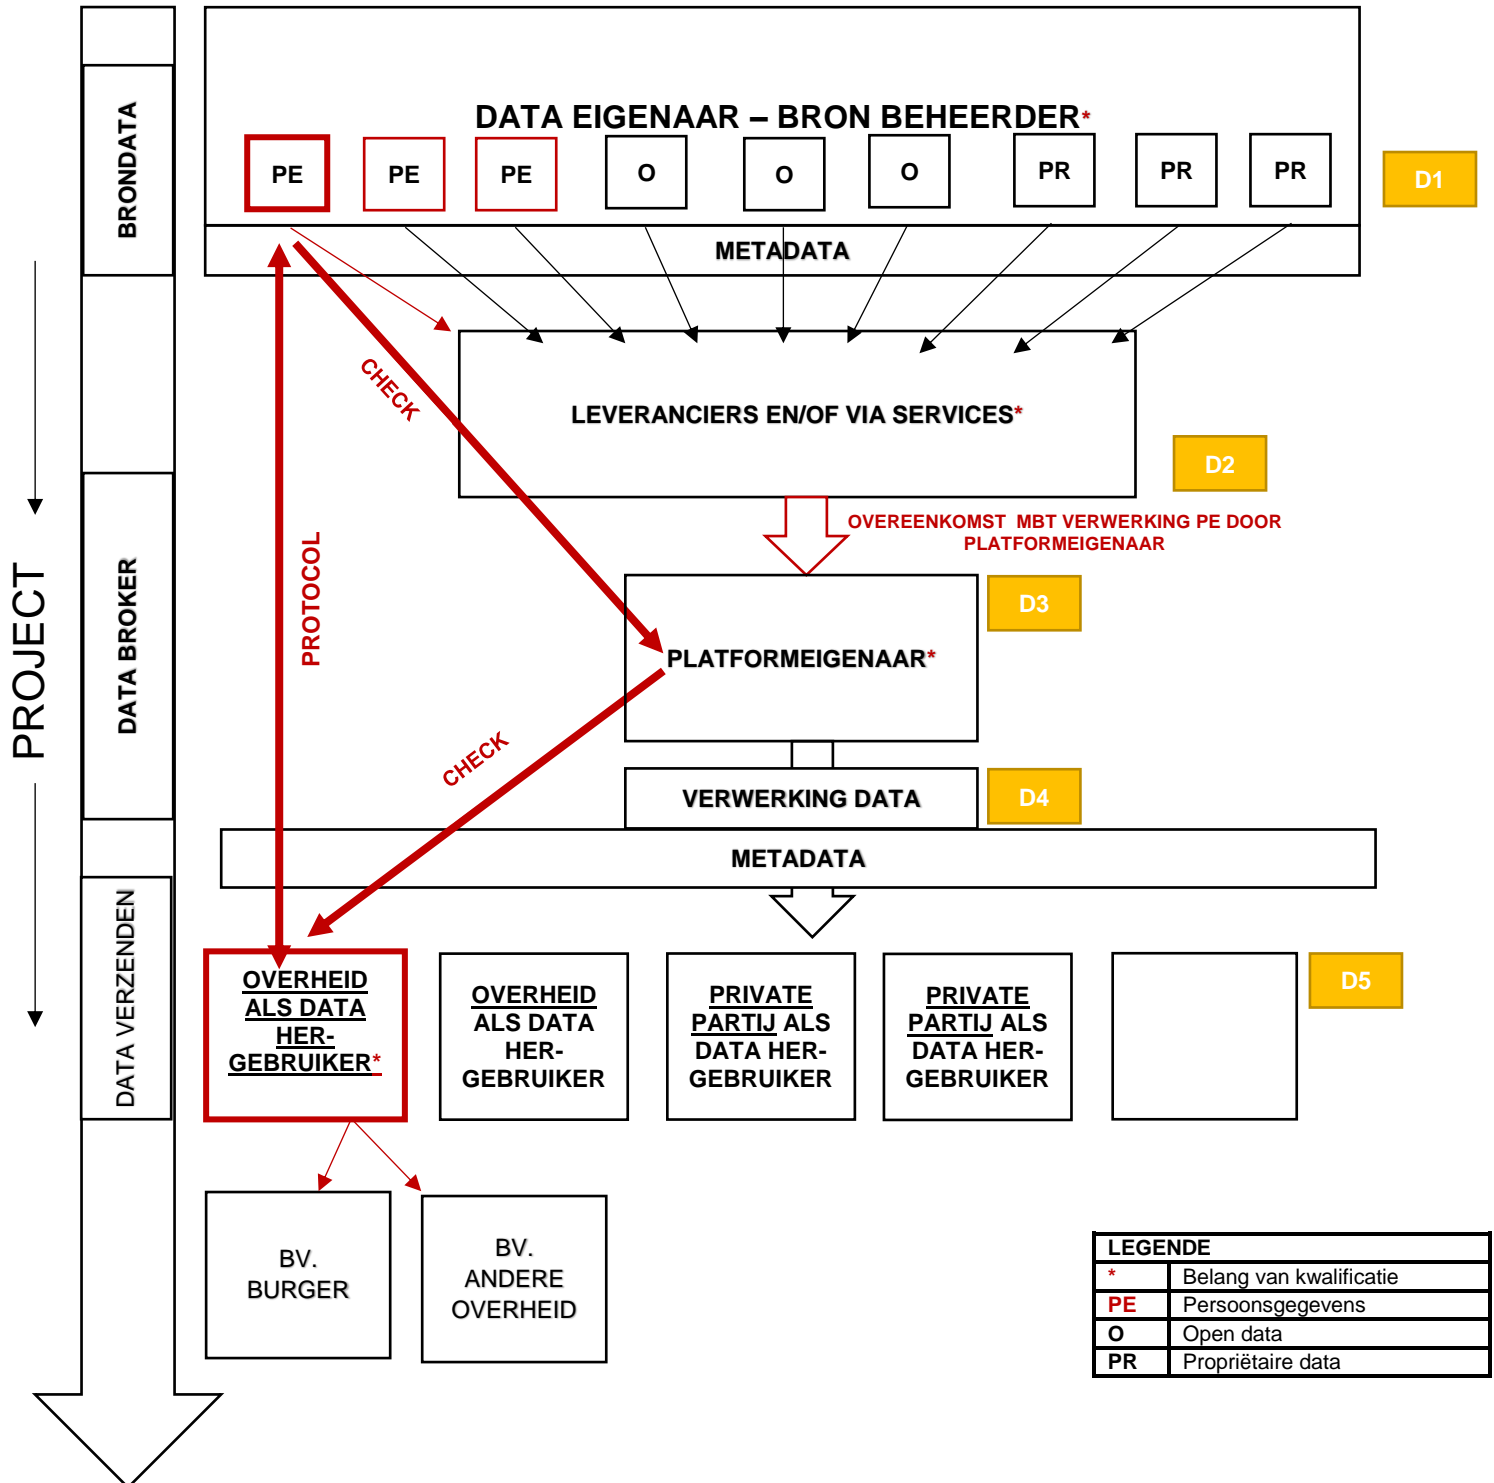 DATA EIGENAAR – BRON BEHEERDER*
PE
PE
PE
O
O
O
PR
PR
PR
D1
BRONDATA
METADATA
CHECK
LEVERANCIERS EN/OF VIA SERVICES*
D2
OVEREENKOMST MBT VERWERKING PE DOOR
PLATFORMEIGENAAR
PROJECT
DATA BROKER
PROTOCOL
D3
PLATFORMEIGENAAR*
CHECK
VERWERKING DATA
D4
METADATA
DATA VERZENDEN
OVERHEID
ALS DATA
HER-
GEBRUIKER*
OVERHEID
ALS DATA
HER-
GEBRUIKER
PRIVATE
PARTIJ ALS
DATA HER-
GEBRUIKER
PRIVATE
PARTIJ ALS
DATA HER-
GEBRUIKER
D5
BV.
BURGER
BV.
ANDERE
OVERHEID
LEGENDE
* Belang van kwalificatie
PE Persoonsgegevens
O Open data
PR Propriëtaire data